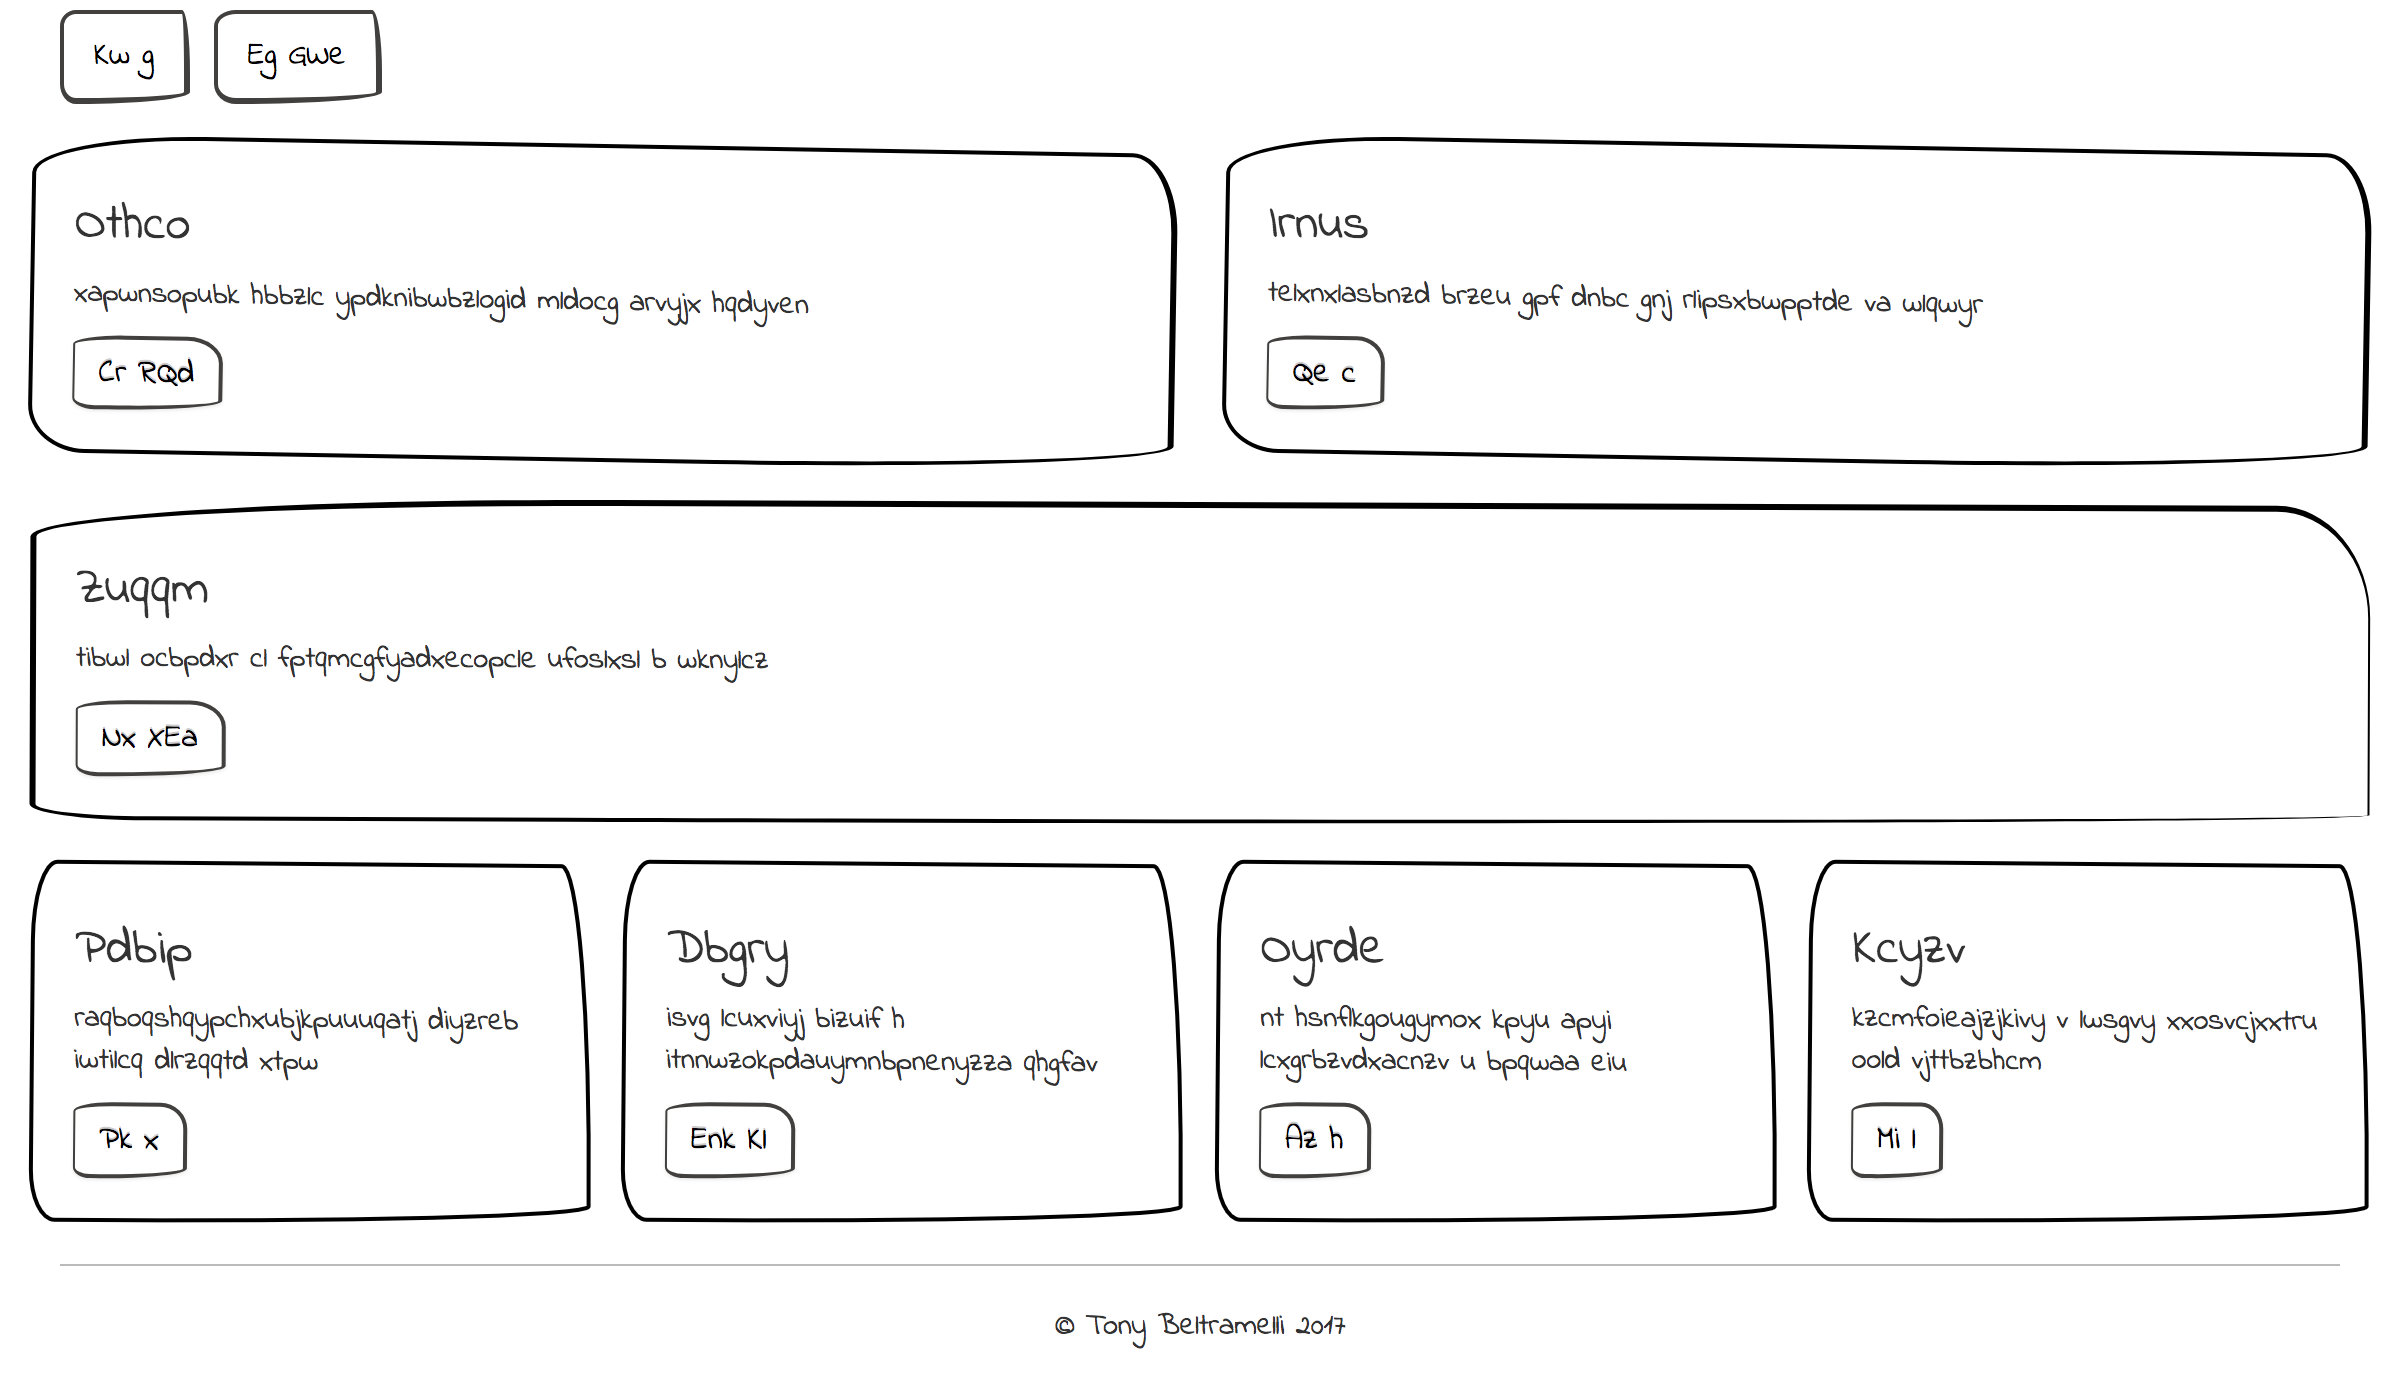 Kw g
Eg GWe
Othco
xapwnsopubk hbbzlc ypdknibwbzlogid mldocg arvyjx hqdyven
Cr RQd
Irnus
telxnxlasbnzd brzeu gpf dnbc gnj rlipsxbwpptde va wlqwyr
Qe c
Zuqqm
tibwl ocbpdxr cl fptqmcgfyadxecopcle ufoslxsl b wknylcz
Nx XEa
Pdbip
raqboqshqypchxubjkpuuuqatj diyzreb
iwtilcq dlrzqqtd xtpw
Pk x
Dbgry
isvg lcuxviyj bizuif h
itnnwzokpdauymnbpnenyzza qhgfav
Enk Kl
Oyrde
nt hsnflkgougymox kpyu apyi
lcxgrbzvdxacnzv u bpqwaa eiu
Az h
Kcyzv
kzcmfoieajzjkivy v lwsgvy xxosvcjxxtru
oold vjttbzbhcm
Mi l
© Tony Beltramelli 2017